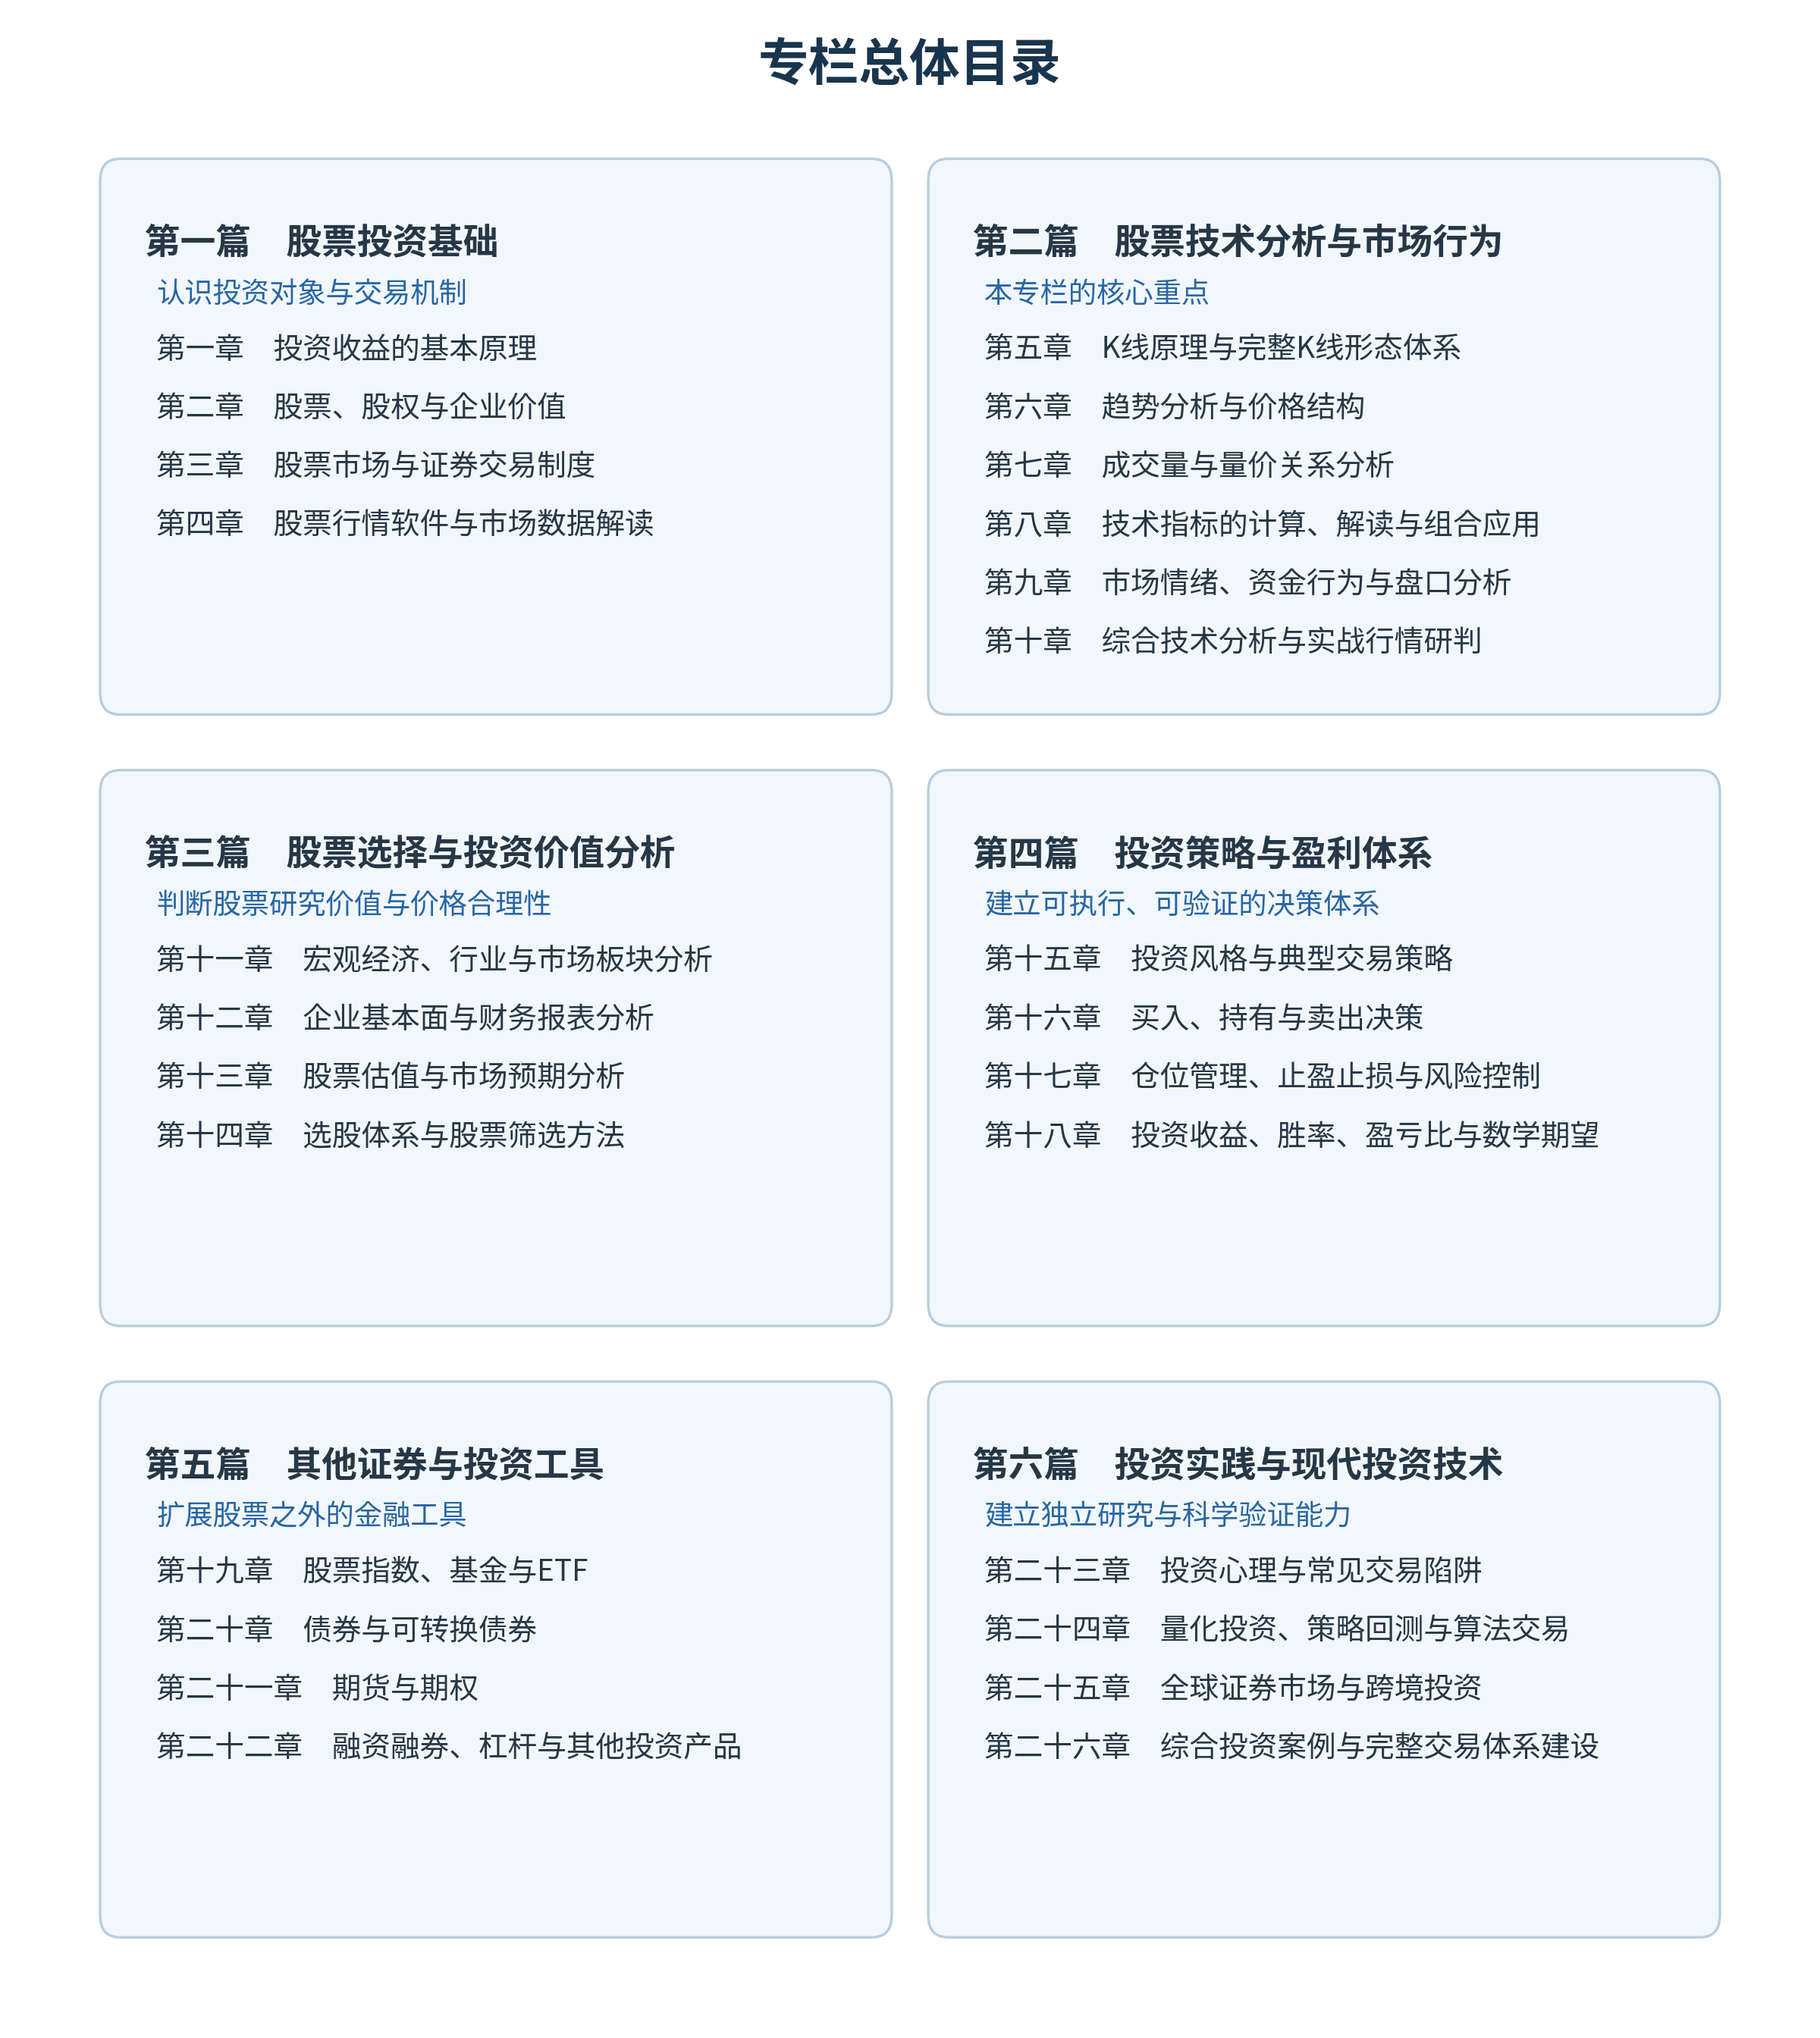 专栏总体目录
第一篇　股票投资基础
认识投资对象与交易机制
第一章　投资收益的基本原理
第二章　股票、股权与企业价值
第三章　股票市场与证券交易制度
第四章　股票行情软件与市场数据解读
第二篇　股票技术分析与市场行为
本专栏的核心重点
第五章　K线原理与完整K线形态体系
第六章　趋势分析与价格结构
第七章　成交量与量价关系分析
第八章　技术指标的计算、解读与组合应用
第九章　市场情绪、资金行为与盘口分析
第十章　综合技术分析与实战行情研判
第三篇　股票选择与投资价值分析
判断股票研究价值与价格合理性
第十一章　宏观经济、行业与市场板块分析
第十二章　企业基本面与财务报表分析
第十三章　股票估值与市场预期分析
第十四章　选股体系与股票筛选方法
第四篇　投资策略与盈利体系
建立可执行、可验证的决策体系
第十五章　投资风格与典型交易策略
第十六章　买入、持有与卖出决策
第十七章　仓位管理、止盈止损与风险控制
第十八章　投资收益、胜率、盈亏比与数学期望
第五篇　其他证券与投资工具
扩展股票之外的金融工具
第十九章　股票指数、基金与ETF
第二十章　债券与可转换债券
第二十一章　期货与期权
第二十二章　融资融券、杠杆与其他投资产品
第六篇　投资实践与现代投资技术
建立独立研究与科学验证能力
第二十三章　投资心理与常见交易陷阱
第二十四章　量化投资、策略回测与算法交易
第二十五章　全球证券市场与跨境投资
第二十六章　综合投资案例与完整交易体系建设